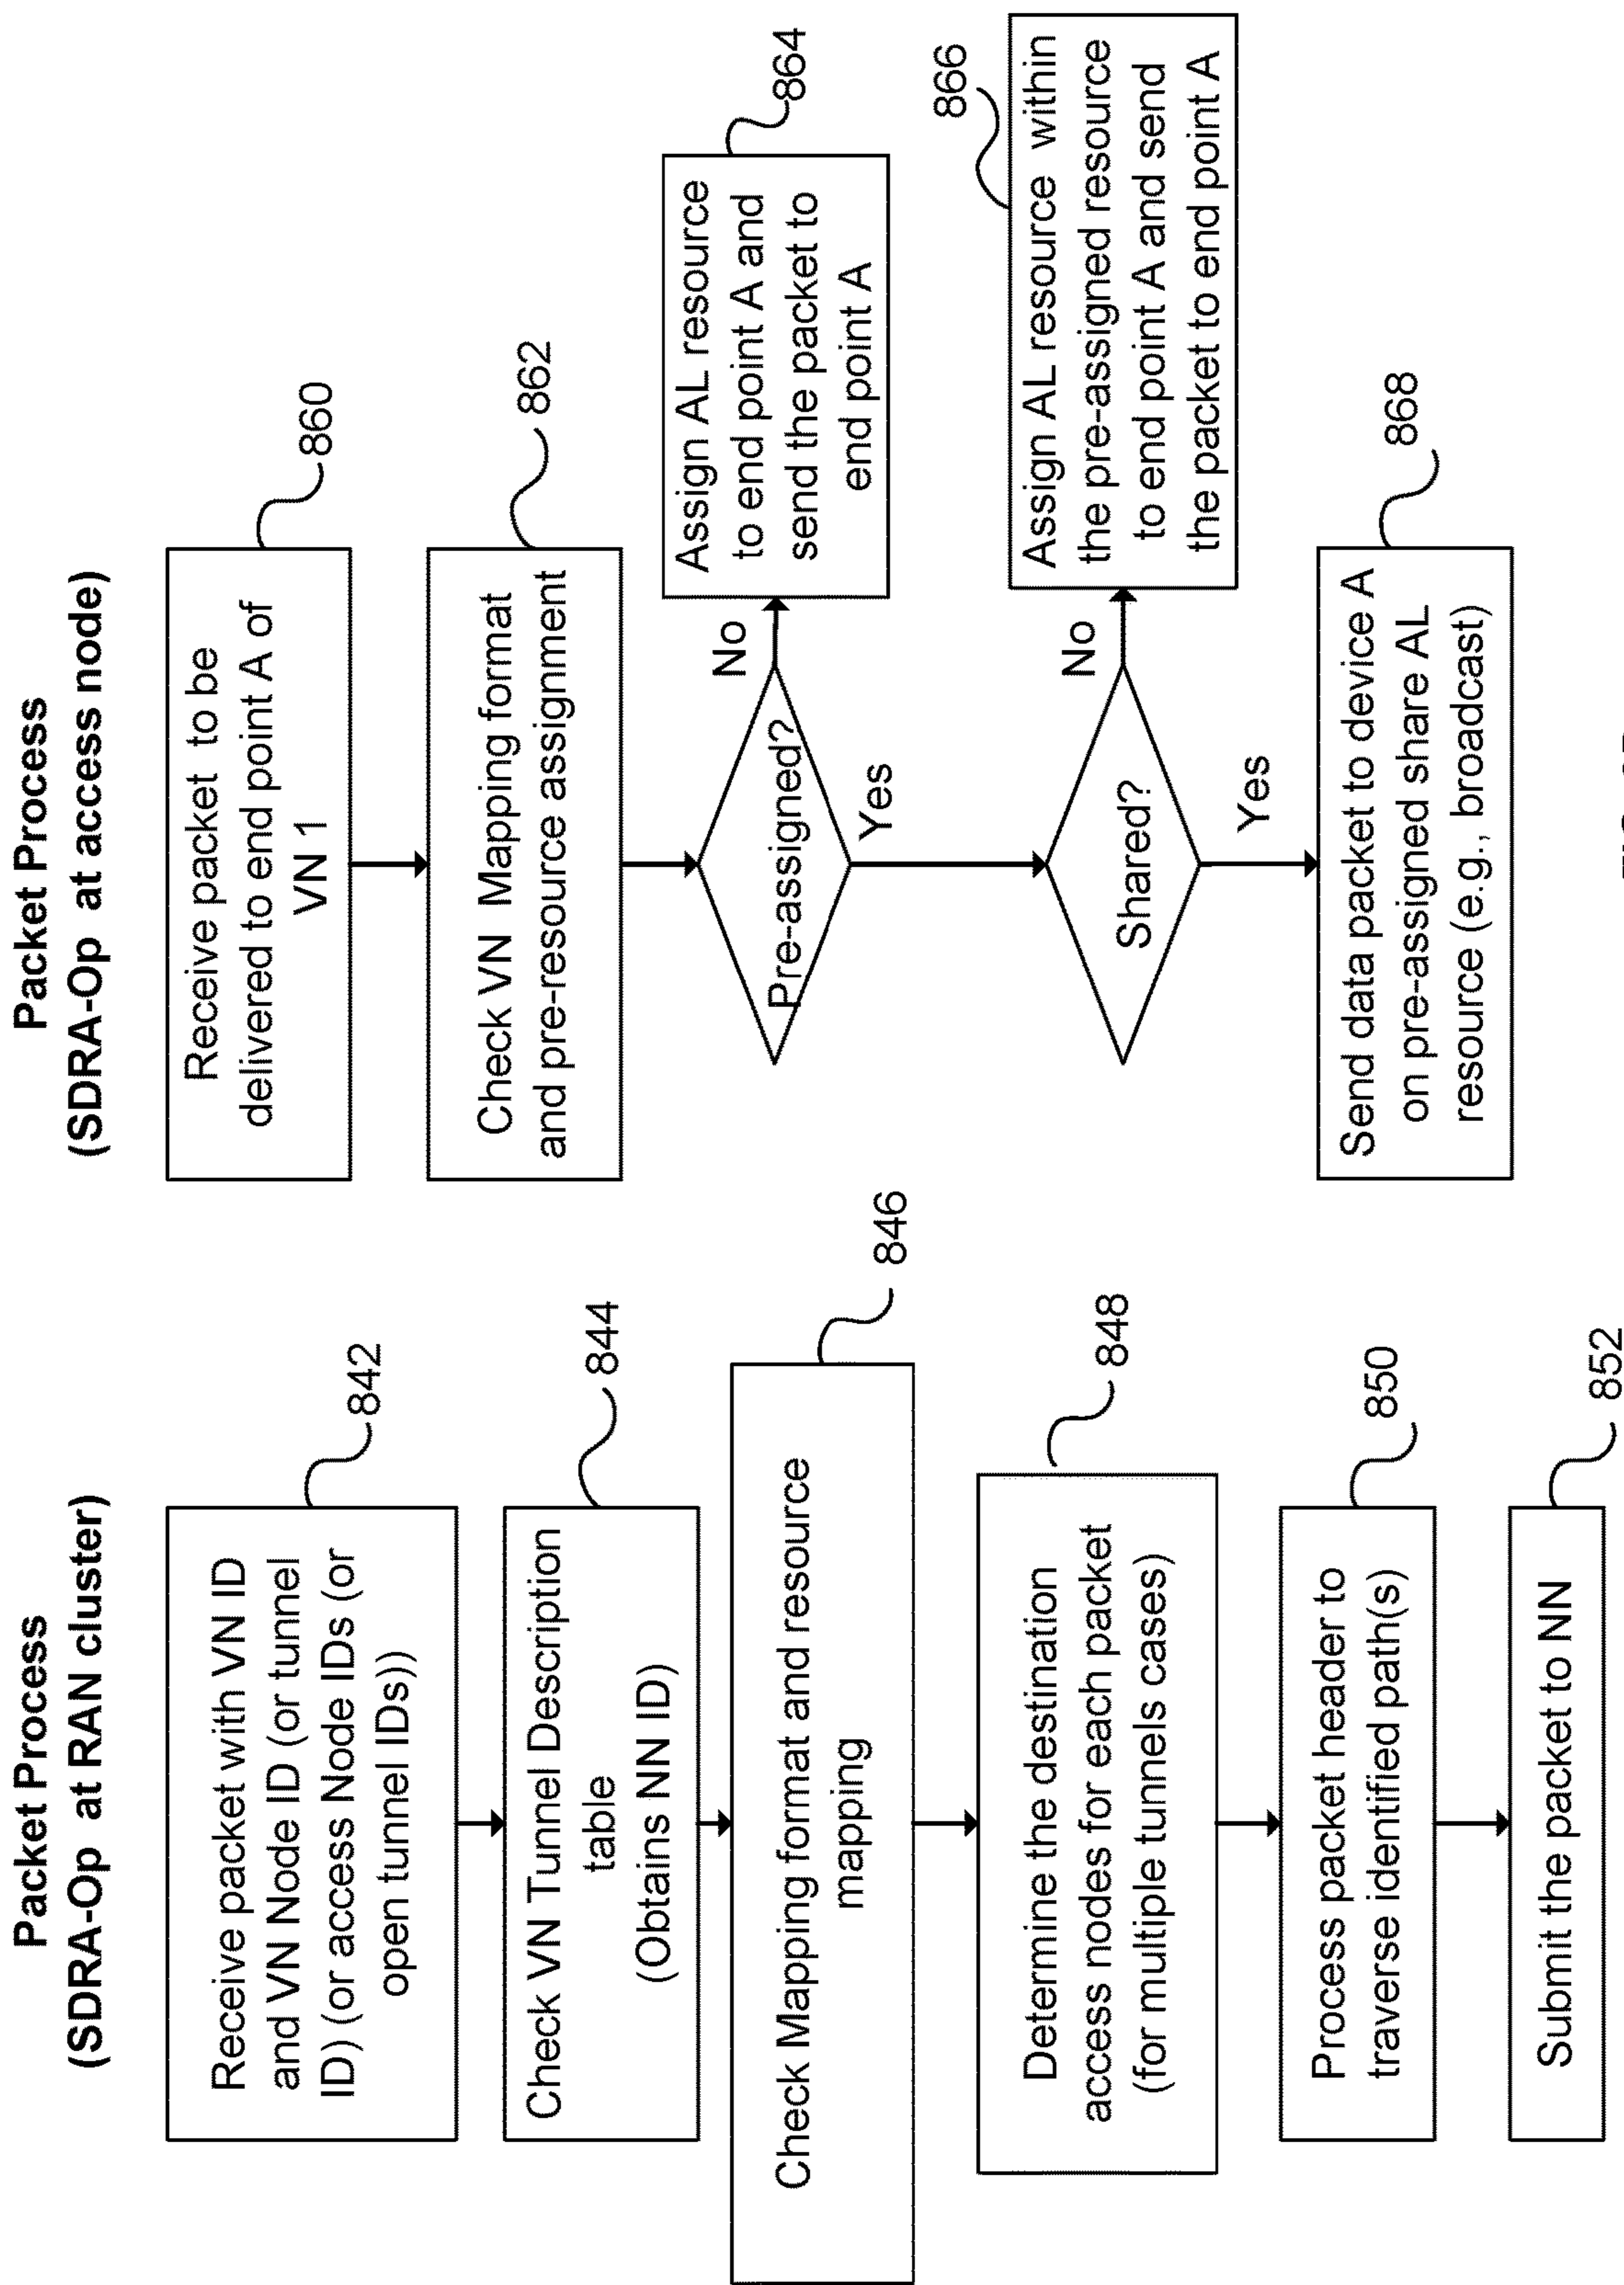 Packet Process
(SDRA-Op at RAN cluster)
Receive packet with VN ID
and VN Node ID (or tunnel
ID) (or access Node IDs (or
open tunnel IDs))
842
Check VN Tunnel Description
table
(Obtains NN ID)
844
Check Mapping format and resource
mapping
846
Determine the destination
access nodes for each packet
(for multiple tunnels cases)
848
Process packet header to
traverse identified path(s)
850
Submit the packet to NN
852
Packet Process
(SDRA-Op at access node)
Receive packet to be
delivered to end point A of
VN 1
860
Check VN Mapping format
and pre-resource assignment
862
Pre-assigned?
No
Assign AL resource
to end point A and
send the packet to
end point A
864
Yes
Shared?
No
Assign AL resource within
the pre-assigned resource
to end point A and send
the packet to end point A
866
Yes
Send data packet to device A
on pre-assigned share AL
resource (e.g., broadcast)
868